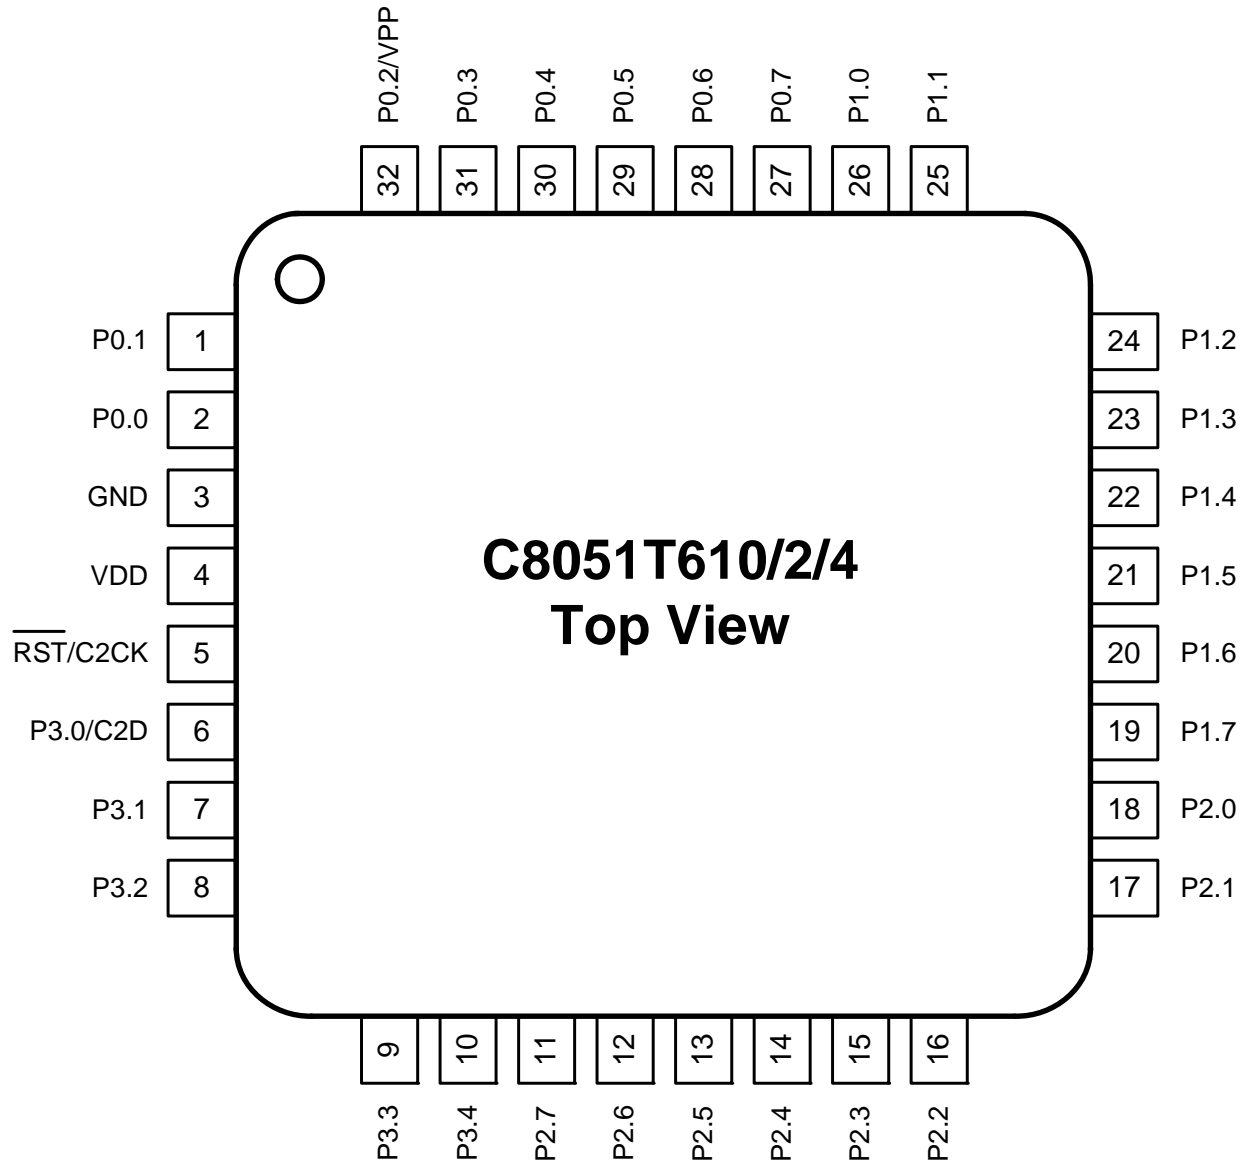 P0.2/VPP
P0.3
P0.4
P0.5
P0.6
P0.7
P1.0
P1.1
32
31
30
29
28
27
26
25
P0.1 1
P0.0 2
GND 3
VDD 4
R̅S̅T̅/C2CK 5
P3.0/C2D 6
P3.1 7
P3.2 8
C8051T610/2/4
Top View
24 P1.2
23 P1.3
22 P1.4
21 P1.5
20 P1.6
19 P1.7
18 P2.0
17 P2.1
9
10
11
12
13
14
15
16
P3.3
P3.4
P2.7
P2.6
P2.5
P2.4
P2.3
P2.2